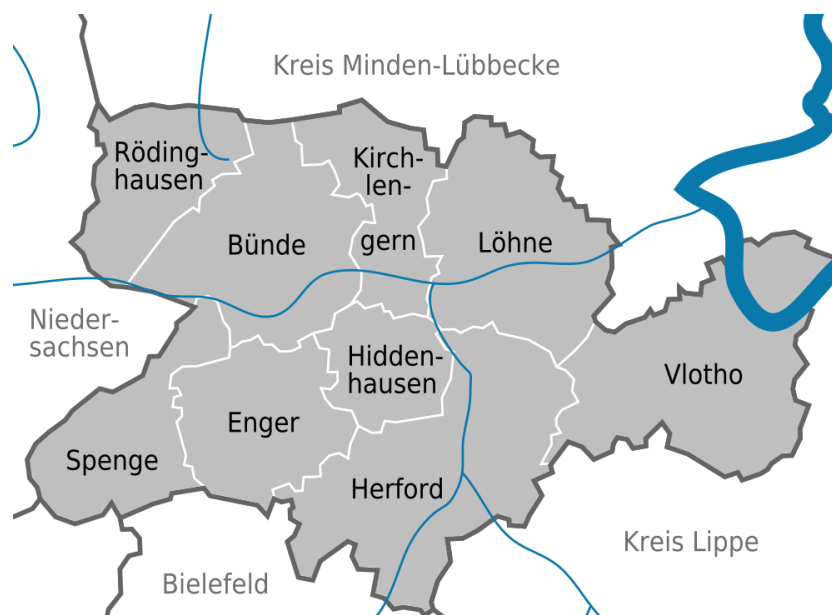 Kreis Minden-Lübbecke
Röding-
hausen
Kirch-
len-
gern
Bünde
Löhne
Nieder-
sachsen
Hidden-
hausen
Vlotho
Enger
Spenge
Herford
Kreis Lippe
Bielefeld